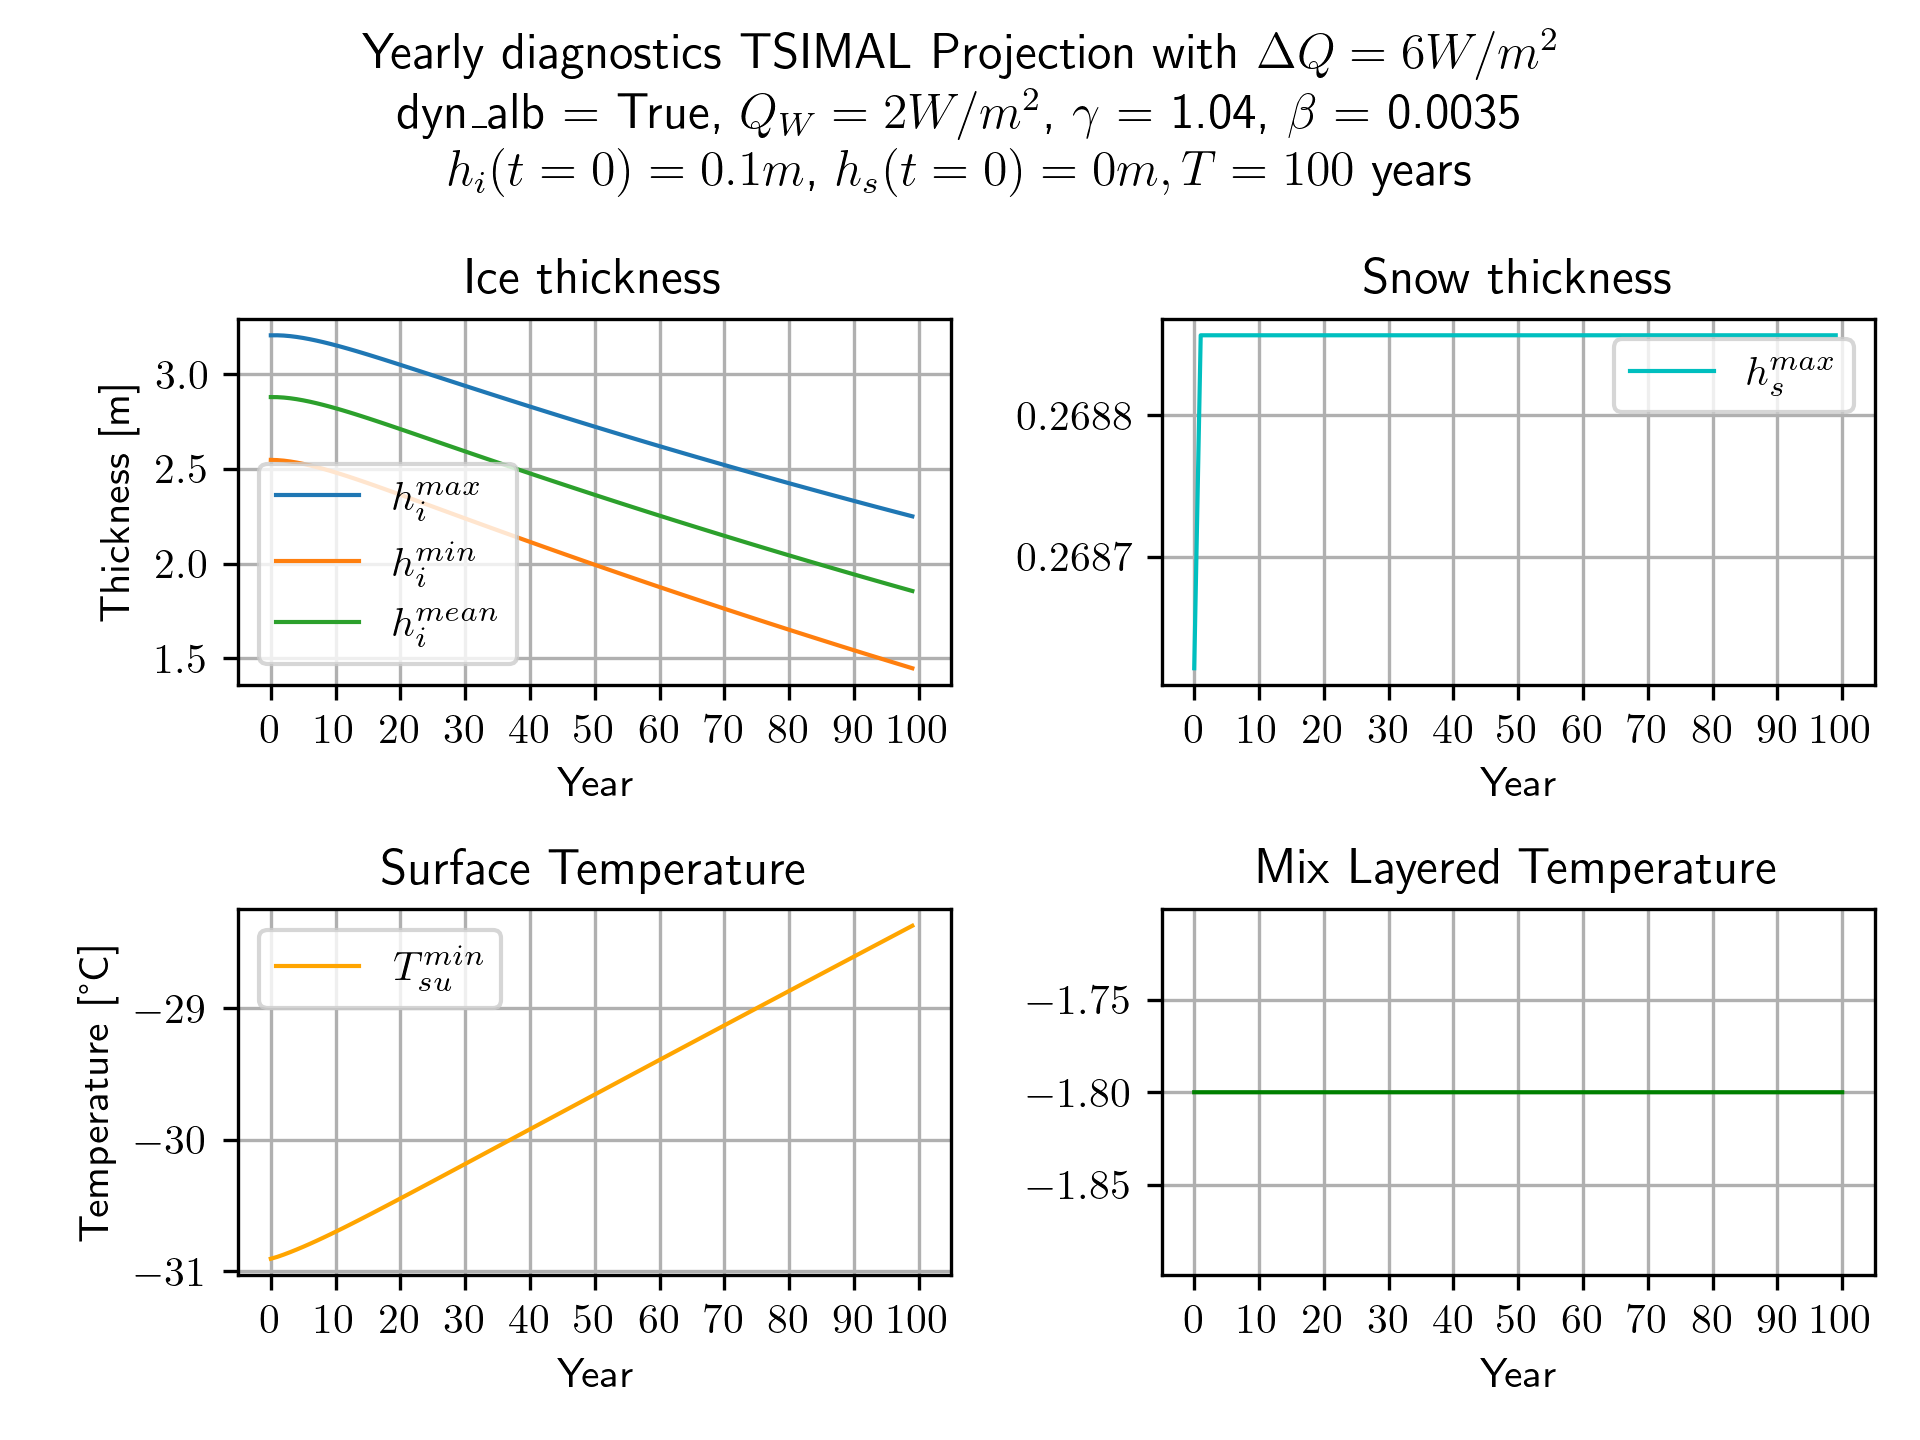 Yearly diagnostics TSIMAL Projection with ΔQ = 6W/m²
dyn_alb = True, Q_W = 2W/m², γ = 1.04, β = 0.0035
h_i(t = 0) = 0.1m, h_s(t = 0) = 0m, T = 100 years
Ice thickness
Thickness [m]
3.0
2.5
2.0
1.5
h_i^{max}
h_i^{min}
h_i^{mean}
0 10 20 30 40 50 60 70 80 90 100
Year
Snow thickness
0.2688
0.2687
h_s^{max}
0 10 20 30 40 50 60 70 80 90 100
Year
Surface Temperature
Temperature [°C]
−29
−30
−31
T_{su}^{min}
0 10 20 30 40 50 60 70 80 90 100
Year
Mix Layered Temperature
−1.75
−1.80
−1.85
0 10 20 30 40 50 60 70 80 90 100
Year